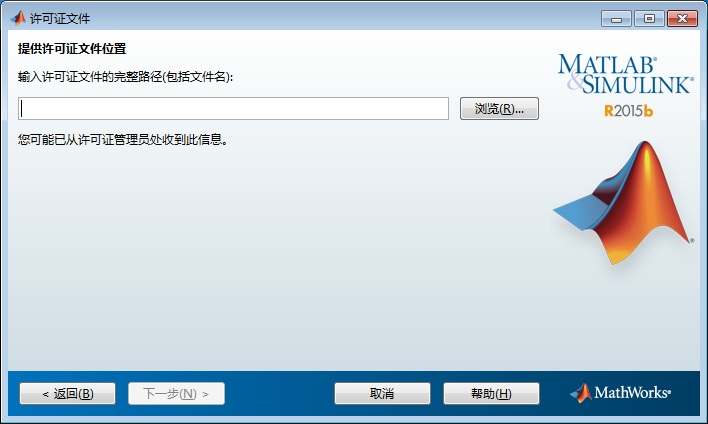 许可证文件
提供许可证文件位置
输入许可证文件的完整路径(包括文件名):
浏览(R)...
您可能已从许可证管理员处收到此信息。
MATLAB®
&SIMULINK®
R2015b
< 返回(B)
下一步(N) >
取消
帮助(H)
MathWorks®